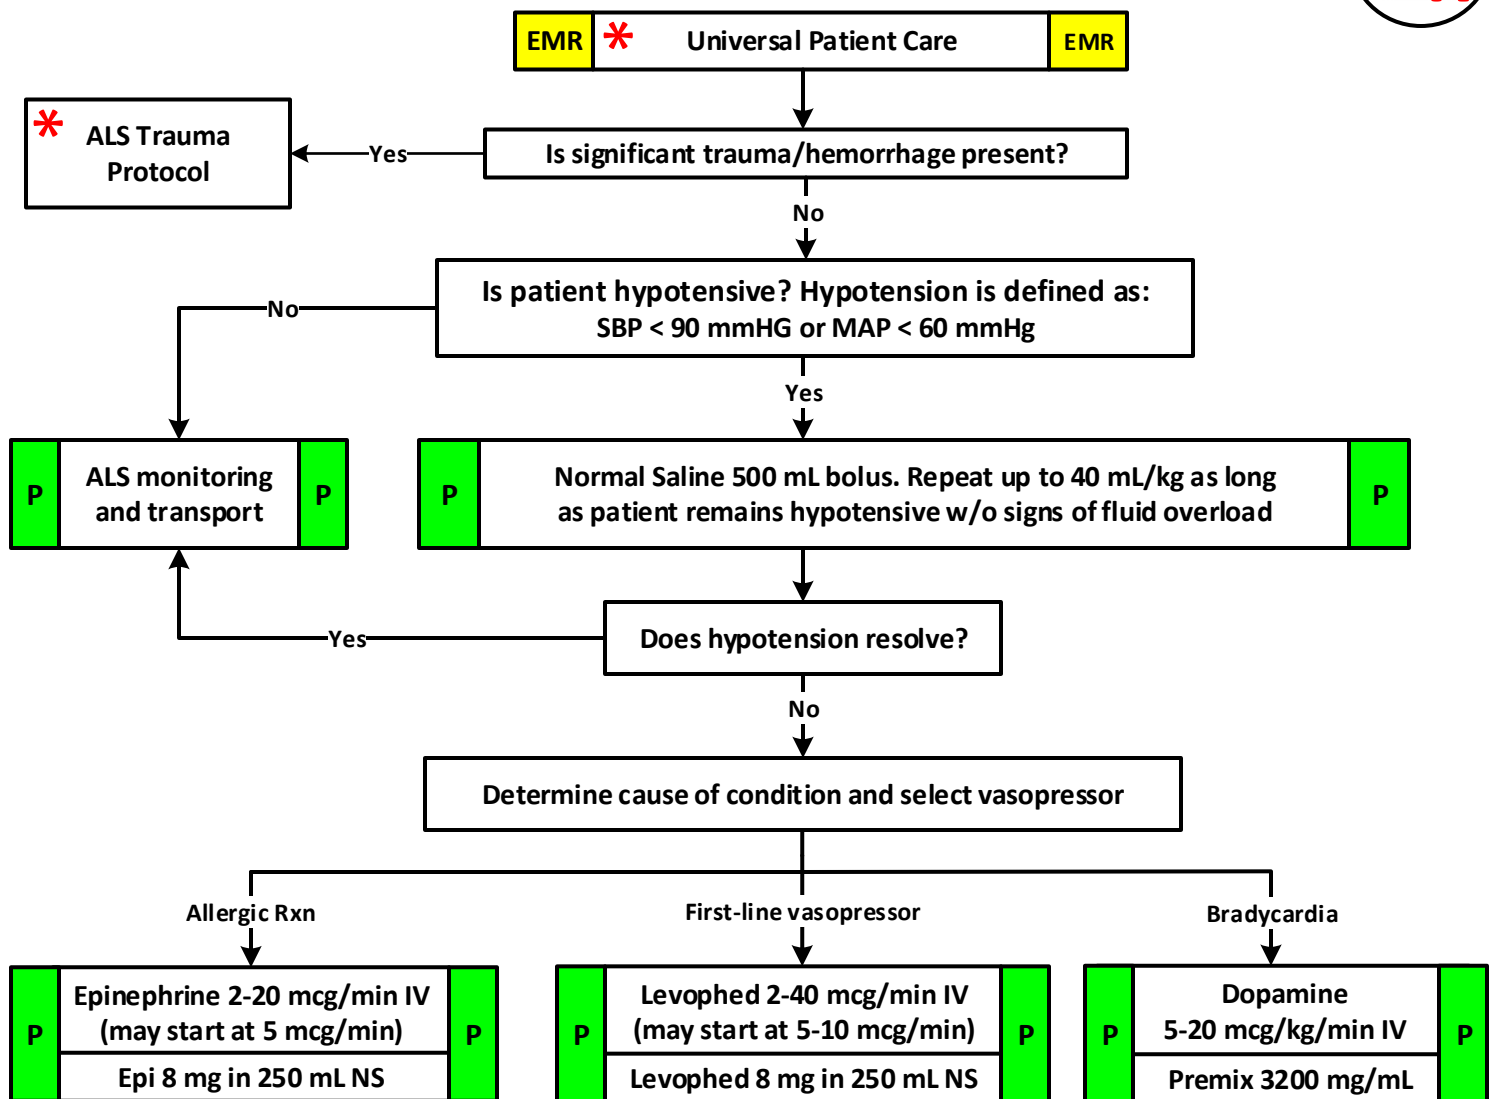 EMR
* Universal Patient Care
EMR
* ALS Trauma
Protocol
Yes
Is significant trauma/hemorrhage present?
No
Is patient hypotensive? Hypotension is defined as:
SBP < 90 mmHG or MAP < 60 mmHg
No
Yes
P
ALS monitoring
and transport
P
P
Normal Saline 500 mL bolus. Repeat up to 40 mL/kg as long
as patient remains hypotensive w/o signs of fluid overload
P
Does hypotension resolve?
Yes
No
Determine cause of condition and select vasopressor
Allergic Rxn
First-line vasopressor
Bradycardia
P
Epinephrine 2-20 mcg/min IV
(may start at 5 mcg/min)
Epi 8 mg in 250 mL NS
P
P
Levophed 2-40 mcg/min IV
(may start at 5-10 mcg/min)
Levophed 8 mg in 250 mL NS
P
P
Dopamine
5-20 mcg/kg/min IV
Premix 3200 mg/mL
P